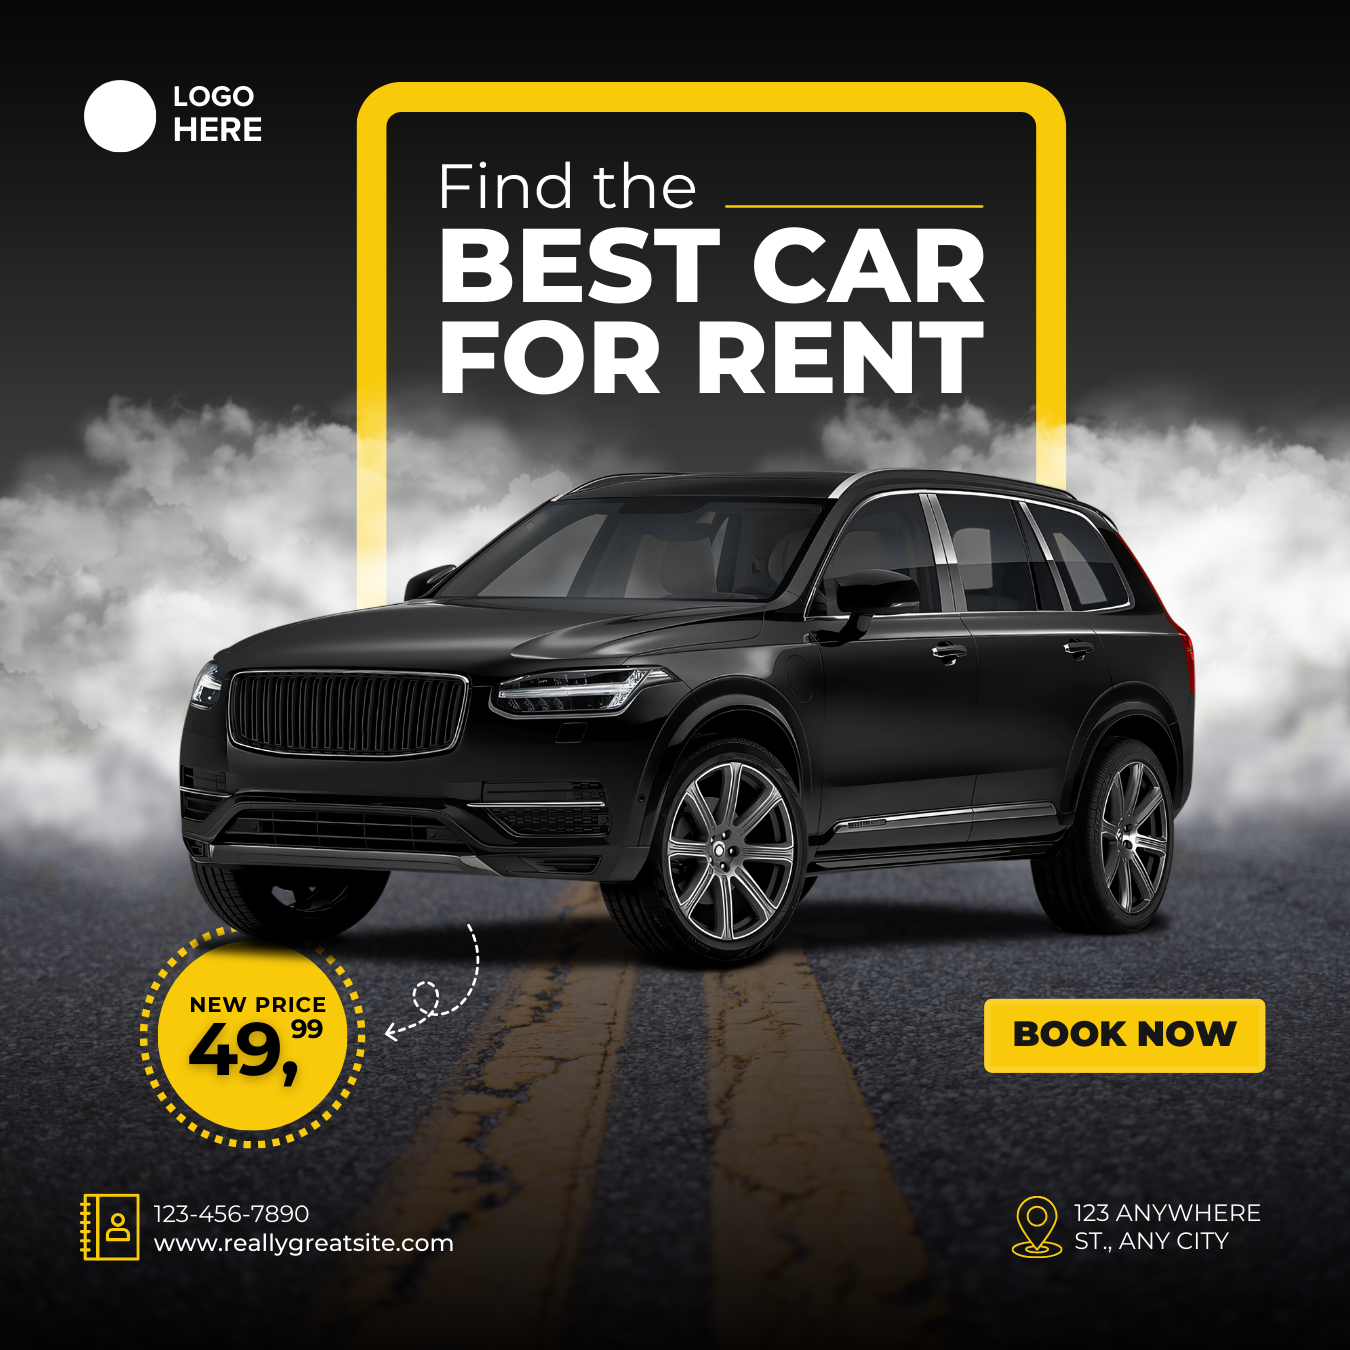 LOGO
HERE
Find the
BEST CAR
FOR RENT
NEW PRICE
49,99
BOOK NOW
123-456-7890
www.reallygreatsite.com
123 ANYWHERE
ST., ANY CITY